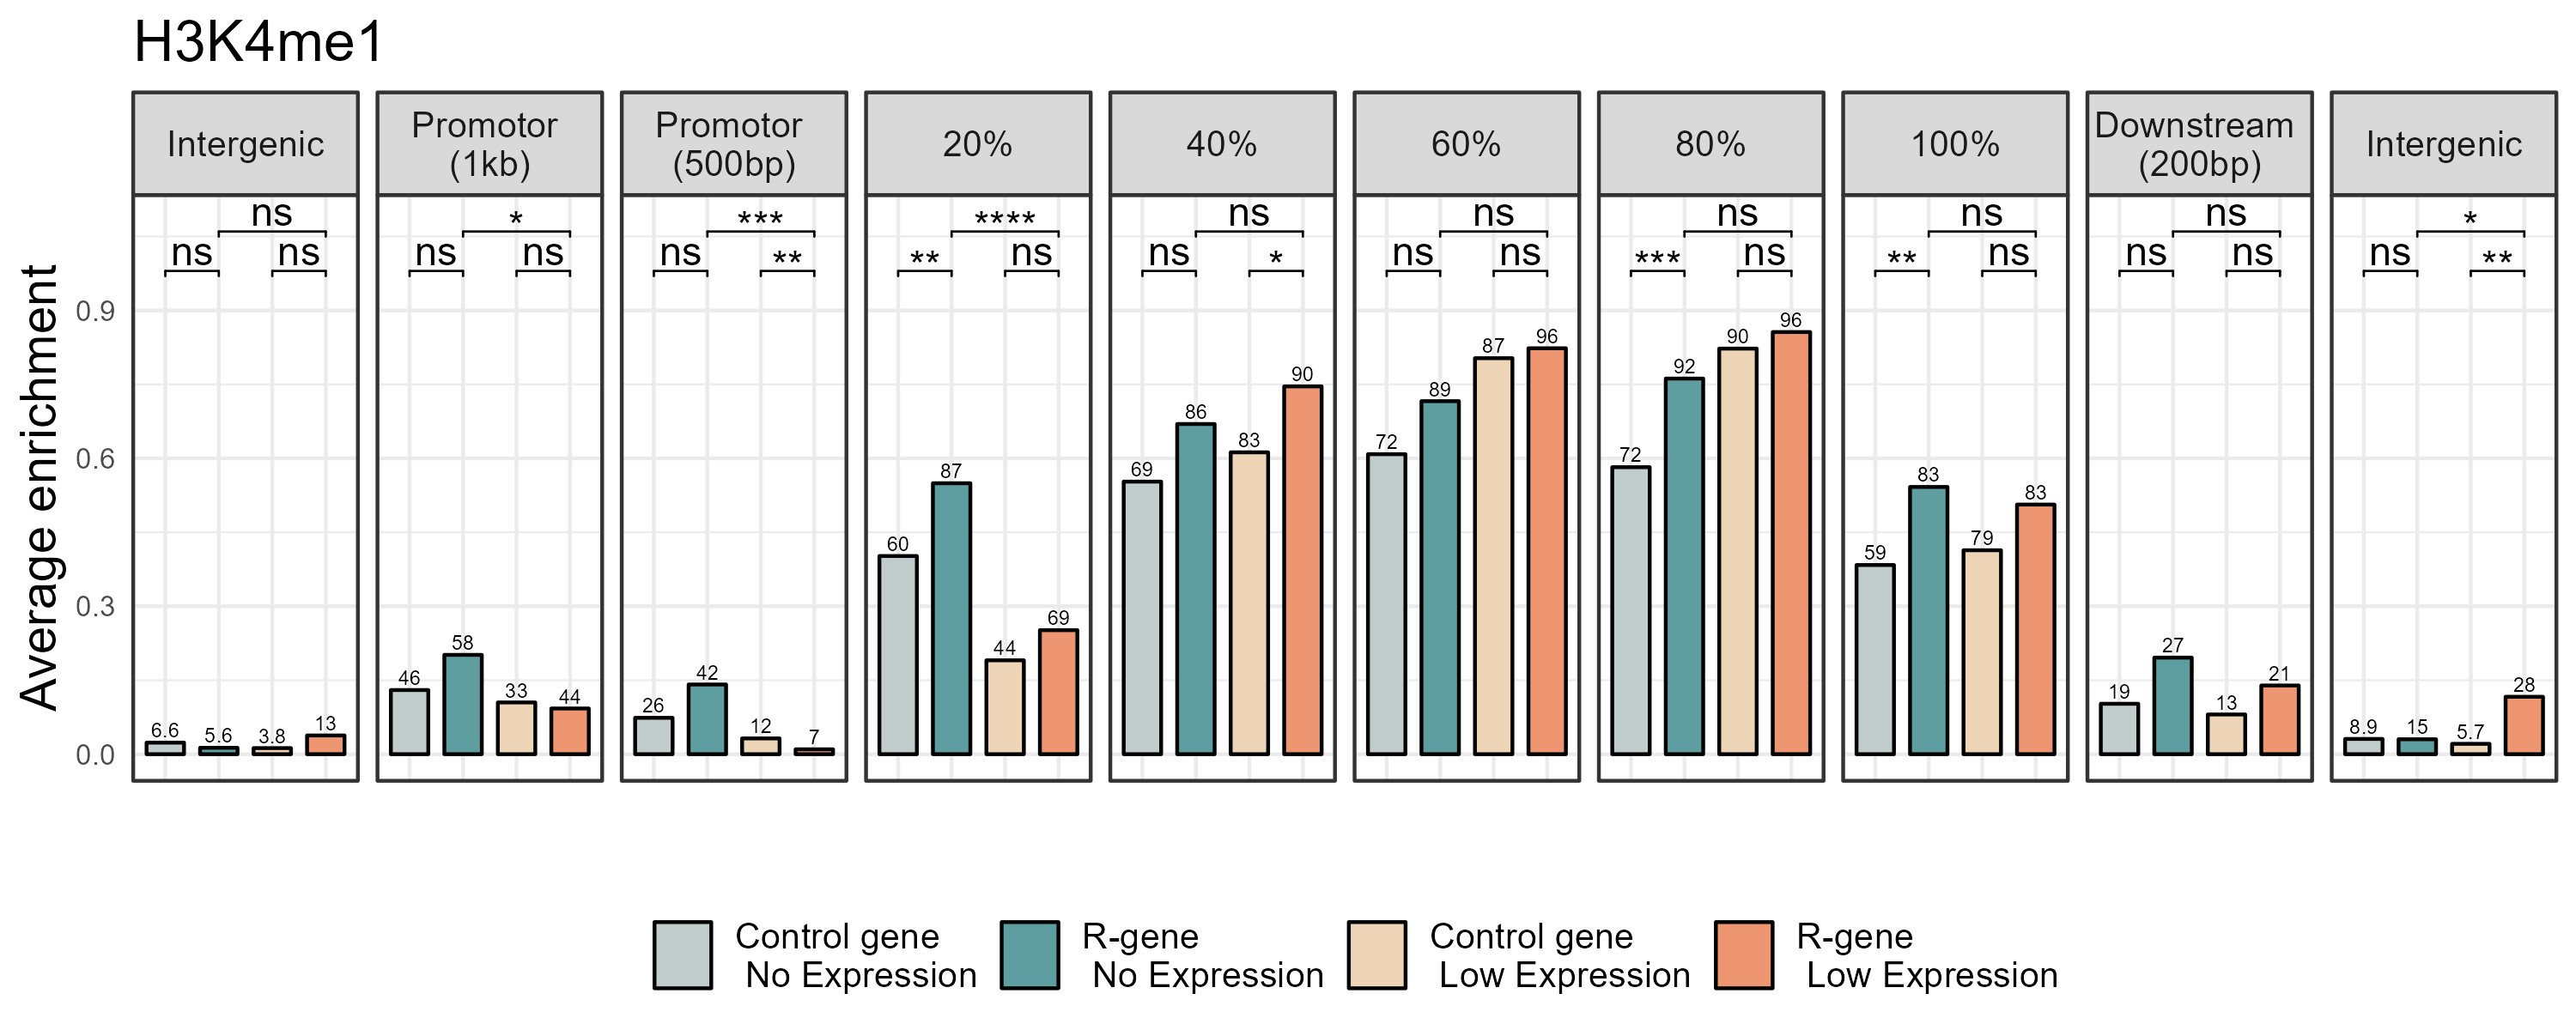 H3K4me1
Intergenic
Promotor
(1kb)
Promotor
(500bp)
20%
40%
60%
80%
100%
Downstream
(200bp)
Intergenic
Average enrichment
0.9
0.6
0.3
0.0
ns
ns ns
6.6 5.6 3.8 13
*
ns ns
46 58 33 44
***
ns **
26 42 12 7
****
** ns
60 87 44 69
ns
ns *
69 86 83 90
ns
ns ns
72 89 87 96
ns
*** ns
72 92 90 96
ns
** ns
59 83 79 83
ns
ns ns
19 27 13 21
*
ns **
8.9 15 5.7 28
Control gene
No Expression
R-gene
No Expression
Control gene
Low Expression
R-gene
Low Expression